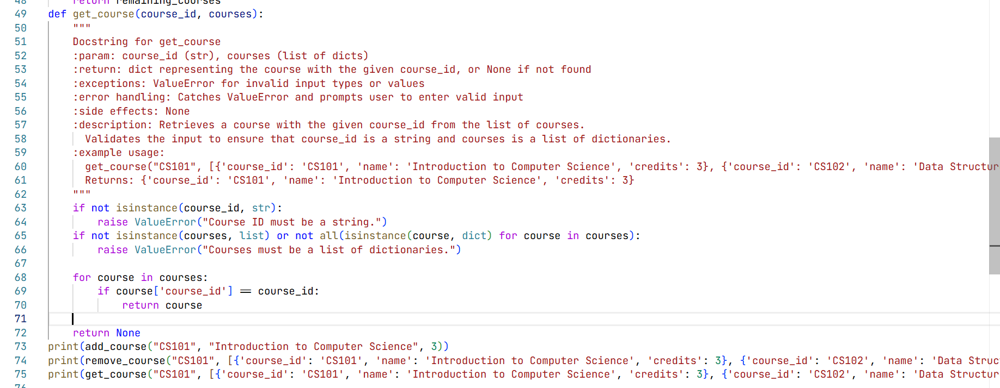 48 return remaining_courses
49 def get_course(course_id, courses):
50 """
51 Docstring for get_course
52 :param: course_id (str), courses (list of dicts)
53 :return: dict representing the course with the given course_id, or None if not found
54 :exceptions: ValueError for invalid input types or values
55 :error handling: Catches ValueError and prompts user to enter valid input
56 :side effects: None
57 :description: Retrieves a course with the given course_id from the list of courses.
58 Validates the input to ensure that course_id is a string and courses is a list of dictionaries.
59 :example usage:
60 get_course("CS101", [{'course_id': 'CS101', 'name': 'Introduction to Computer Science', 'credits': 3}, {'course_id': 'CS102', 'name': 'Data Structur
61 Returns: {'course_id': 'CS101', 'name': 'Introduction to Computer Science', 'credits': 3}
62 """
63 if not isinstance(course_id, str):
64 raise ValueError("Course ID must be a string.")
65 if not isinstance(courses, list) or not all(isinstance(course, dict) for course in courses):
66 raise ValueError("Courses must be a list of dictionaries.")
67
68 for course in courses:
69 if course['course_id'] == course_id:
70 return course
71
72 return None
73 print(add_course("CS101", "Introduction to Computer Science", 3))
74 print(remove_course("CS101", [{'course_id': 'CS101', 'name': 'Introduction to Computer Science', 'credits': 3}, {'course_id': 'CS102', 'name': 'Data Struc
75 print(get_course("CS101", [{'course_id': 'CS101', 'name': 'Introduction to Computer Science', 'credits': 3}, {'course_id': 'CS102', 'name': 'Data Structur
76